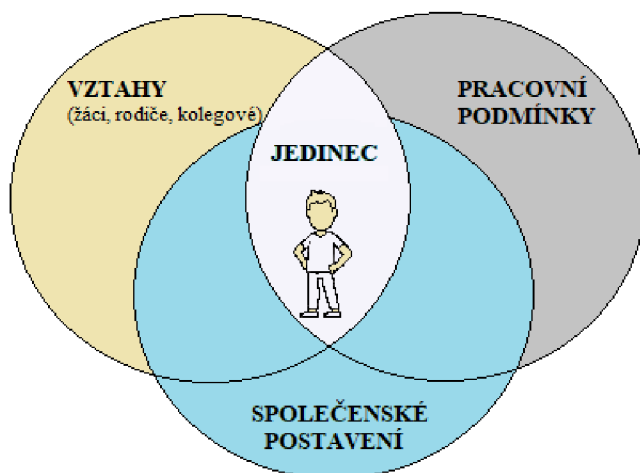 VZTAHY
(žáci, rodiče, kolegové)
PRACOVNÍ
PODMÍNKY
JEDINEC
SPOLEČENSKÉ
POSTAVENÍ